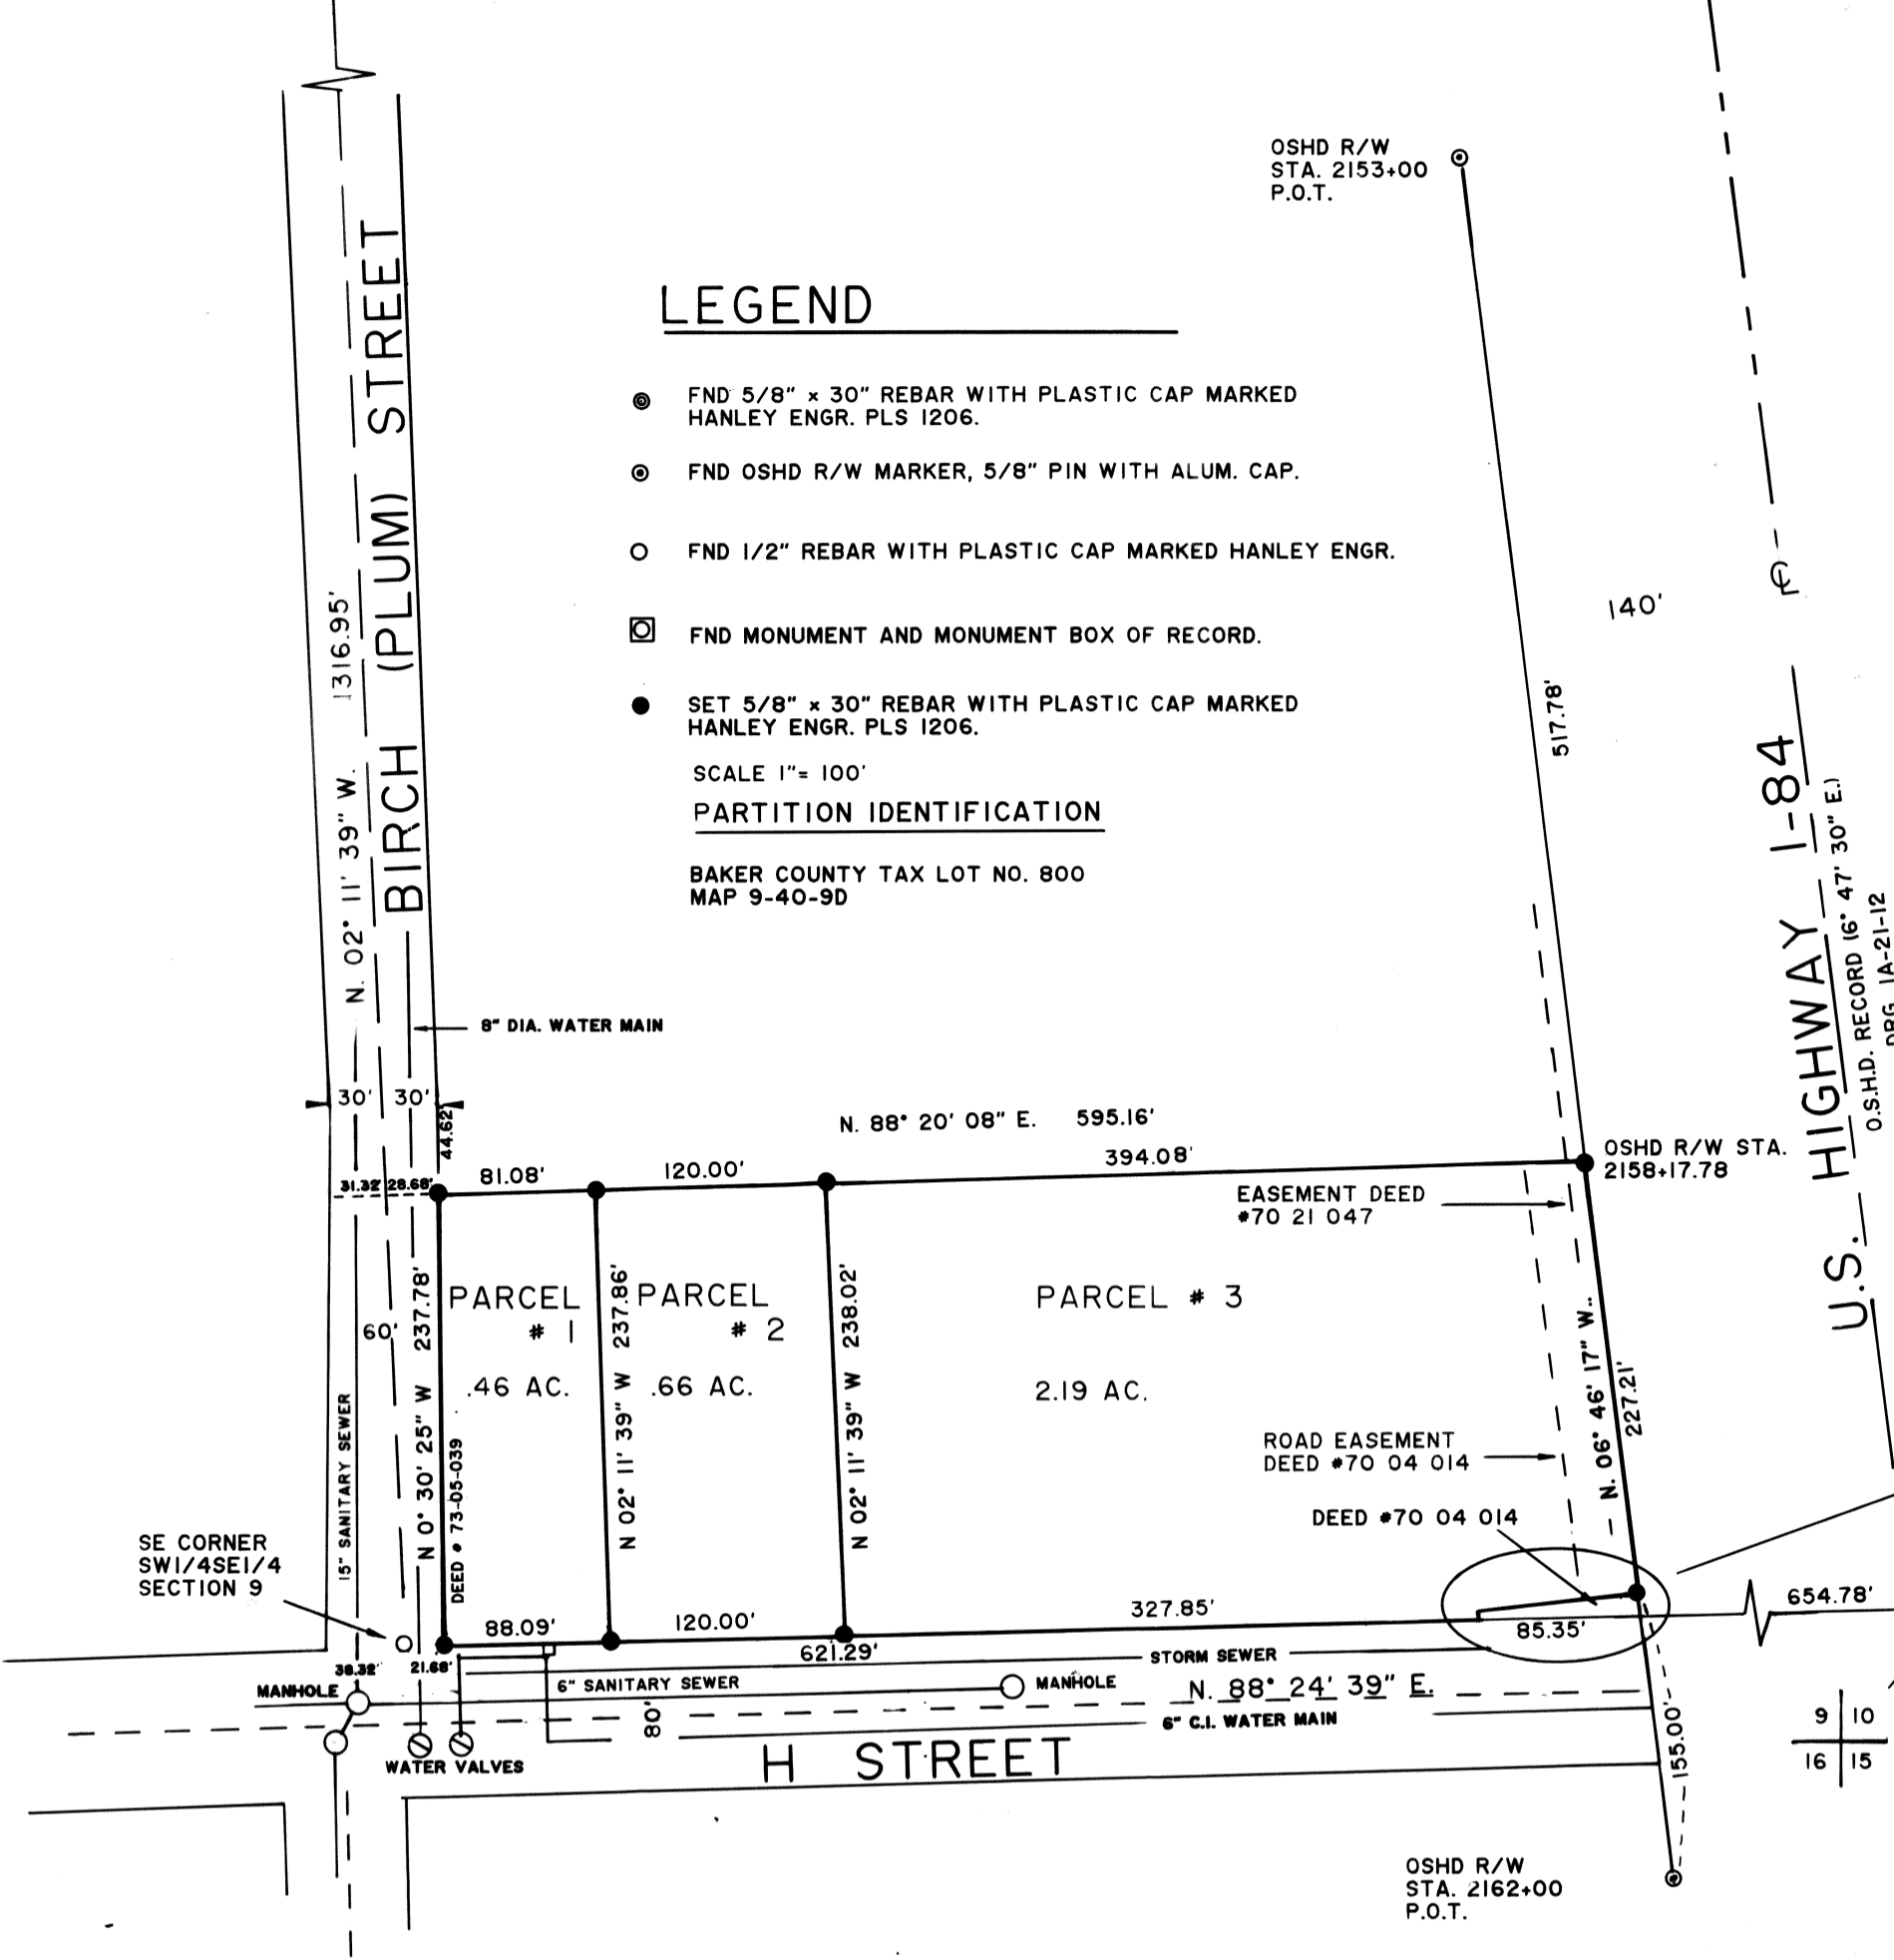 OSHD R/W
STA. 2153+00
P.O.T.
LEGEND
FND 5/8" x 30" REBAR WITH PLASTIC CAP MARKED
HANLEY ENGR. PLS 1206.
FND OSHD R/W MARKER, 5/8" PIN WITH ALUM. CAP.
FND 1/2" REBAR WITH PLASTIC CAP MARKED HANLEY ENGR.
FND MONUMENT AND MONUMENT BOX OF RECORD.
SET 5/8" x 30" REBAR WITH PLASTIC CAP MARKED
HANLEY ENGR. PLS 1206.
SCALE 1"= 100'
PARTITION IDENTIFICATION
BAKER COUNTY TAX LOT NO. 800
MAP 9-40-9D
BIRCH (PLUM) STREET
N. 02° 11' 39" W. 1316.95'
8" DIA. WATER MAIN
30' 30'
44.62'
31.32' 28.68'
60'
15" SANITARY SEWER
517.78'
140'
℄
U.S. HIGHWAY I-84
O.S.H.D. RECORD (6° 47' 30" E.)
DRG. 1A-21-12
N. 88° 20' 08" E. 595.16'
81.08' 120.00' 394.08'
OSHD R/W STA.
2158+17.78
EASEMENT DEED
#70 21 047
N 0° 30' 25" W 237.78'
DEED # 73-05-039
PARCEL
# 1
.46 AC.
N 02° 11' 39" W 237.86'
PARCEL
# 2
.66 AC.
N 02° 11' 39" W 238.02'
PARCEL # 3
2.19 AC.
N. 06° 46' 17" W.
227.21'
ROAD EASEMENT
DEED #70 04 014
DEED #70 04 014
SE CORNER
SW1/4SE1/4
SECTION 9
88.09' 120.00' 327.85'
621.29'
85.35'
654.78'
38.32' 21.68'
STORM SEWER
MANHOLE
6" SANITARY SEWER
MANHOLE
N. 88° 24' 39" E.
80'
6" C.I. WATER MAIN
WATER VALVES
H STREET
155.00'
9 10
16 15
OSHD R/W
STA. 2162+00
P.O.T.